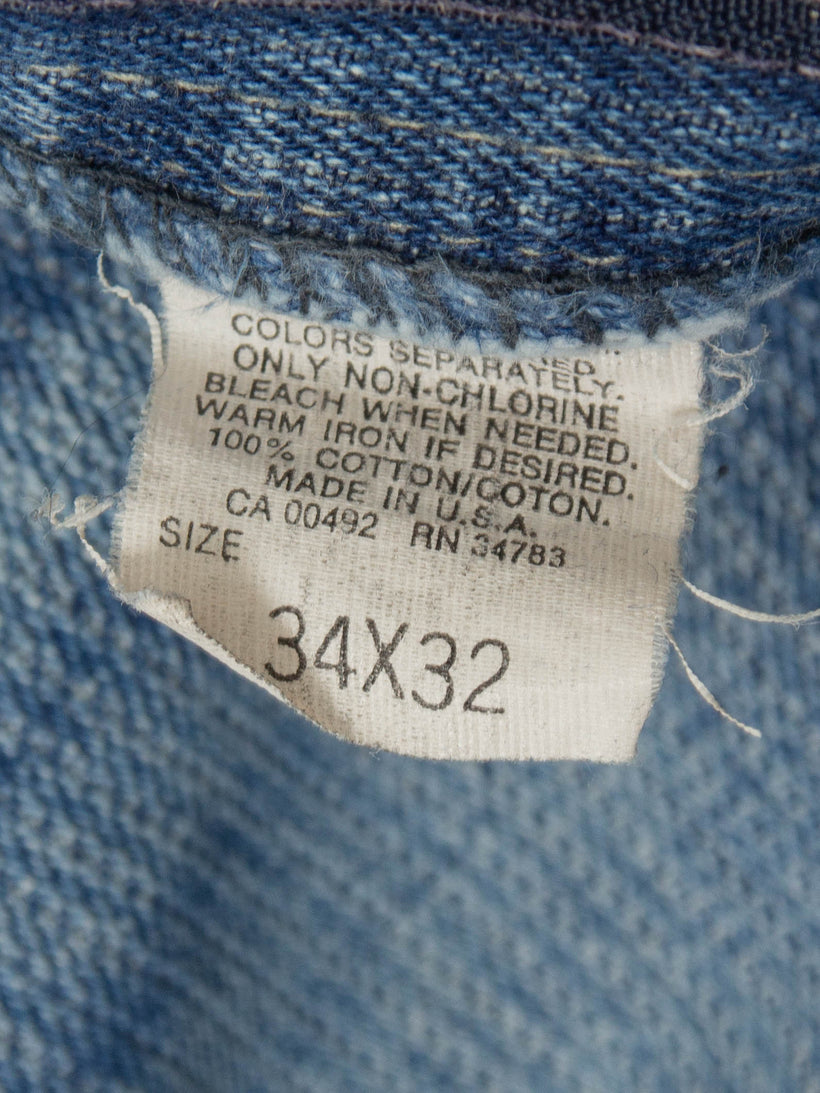 COLORS SEPARATELY.
ONLY NON-CHLORINE
BLEACH WHEN NEEDED.
WARM IRON IF DESIRED.
100% COTTON/COTON.
MADE IN U.S.A.
CA 00492 RN 34783
SIZE
34X32